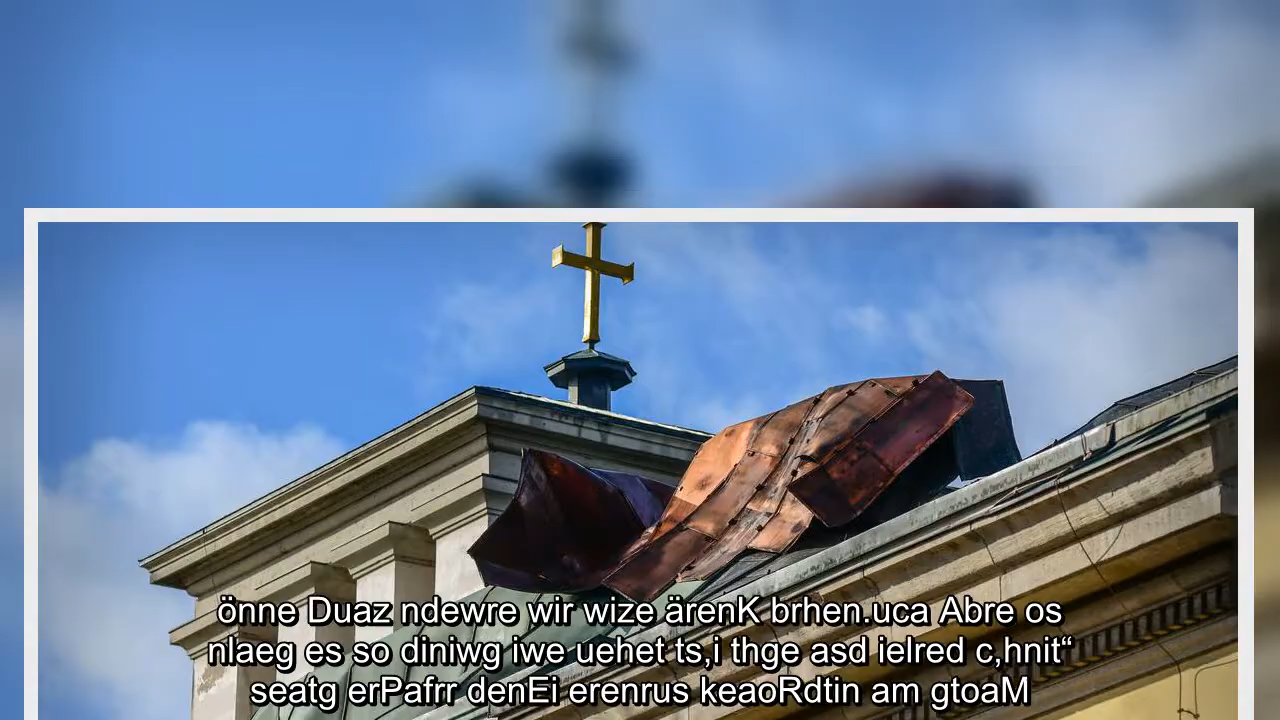 önne Duaz ndewre wir wize ärenK brhen.uca Abre os
nlaeg es so diniwg iwe uehet ts,i thge asd ielred c,hnit“
seatg erPafrr denEi erenrus keaoRdtin am gtoaM